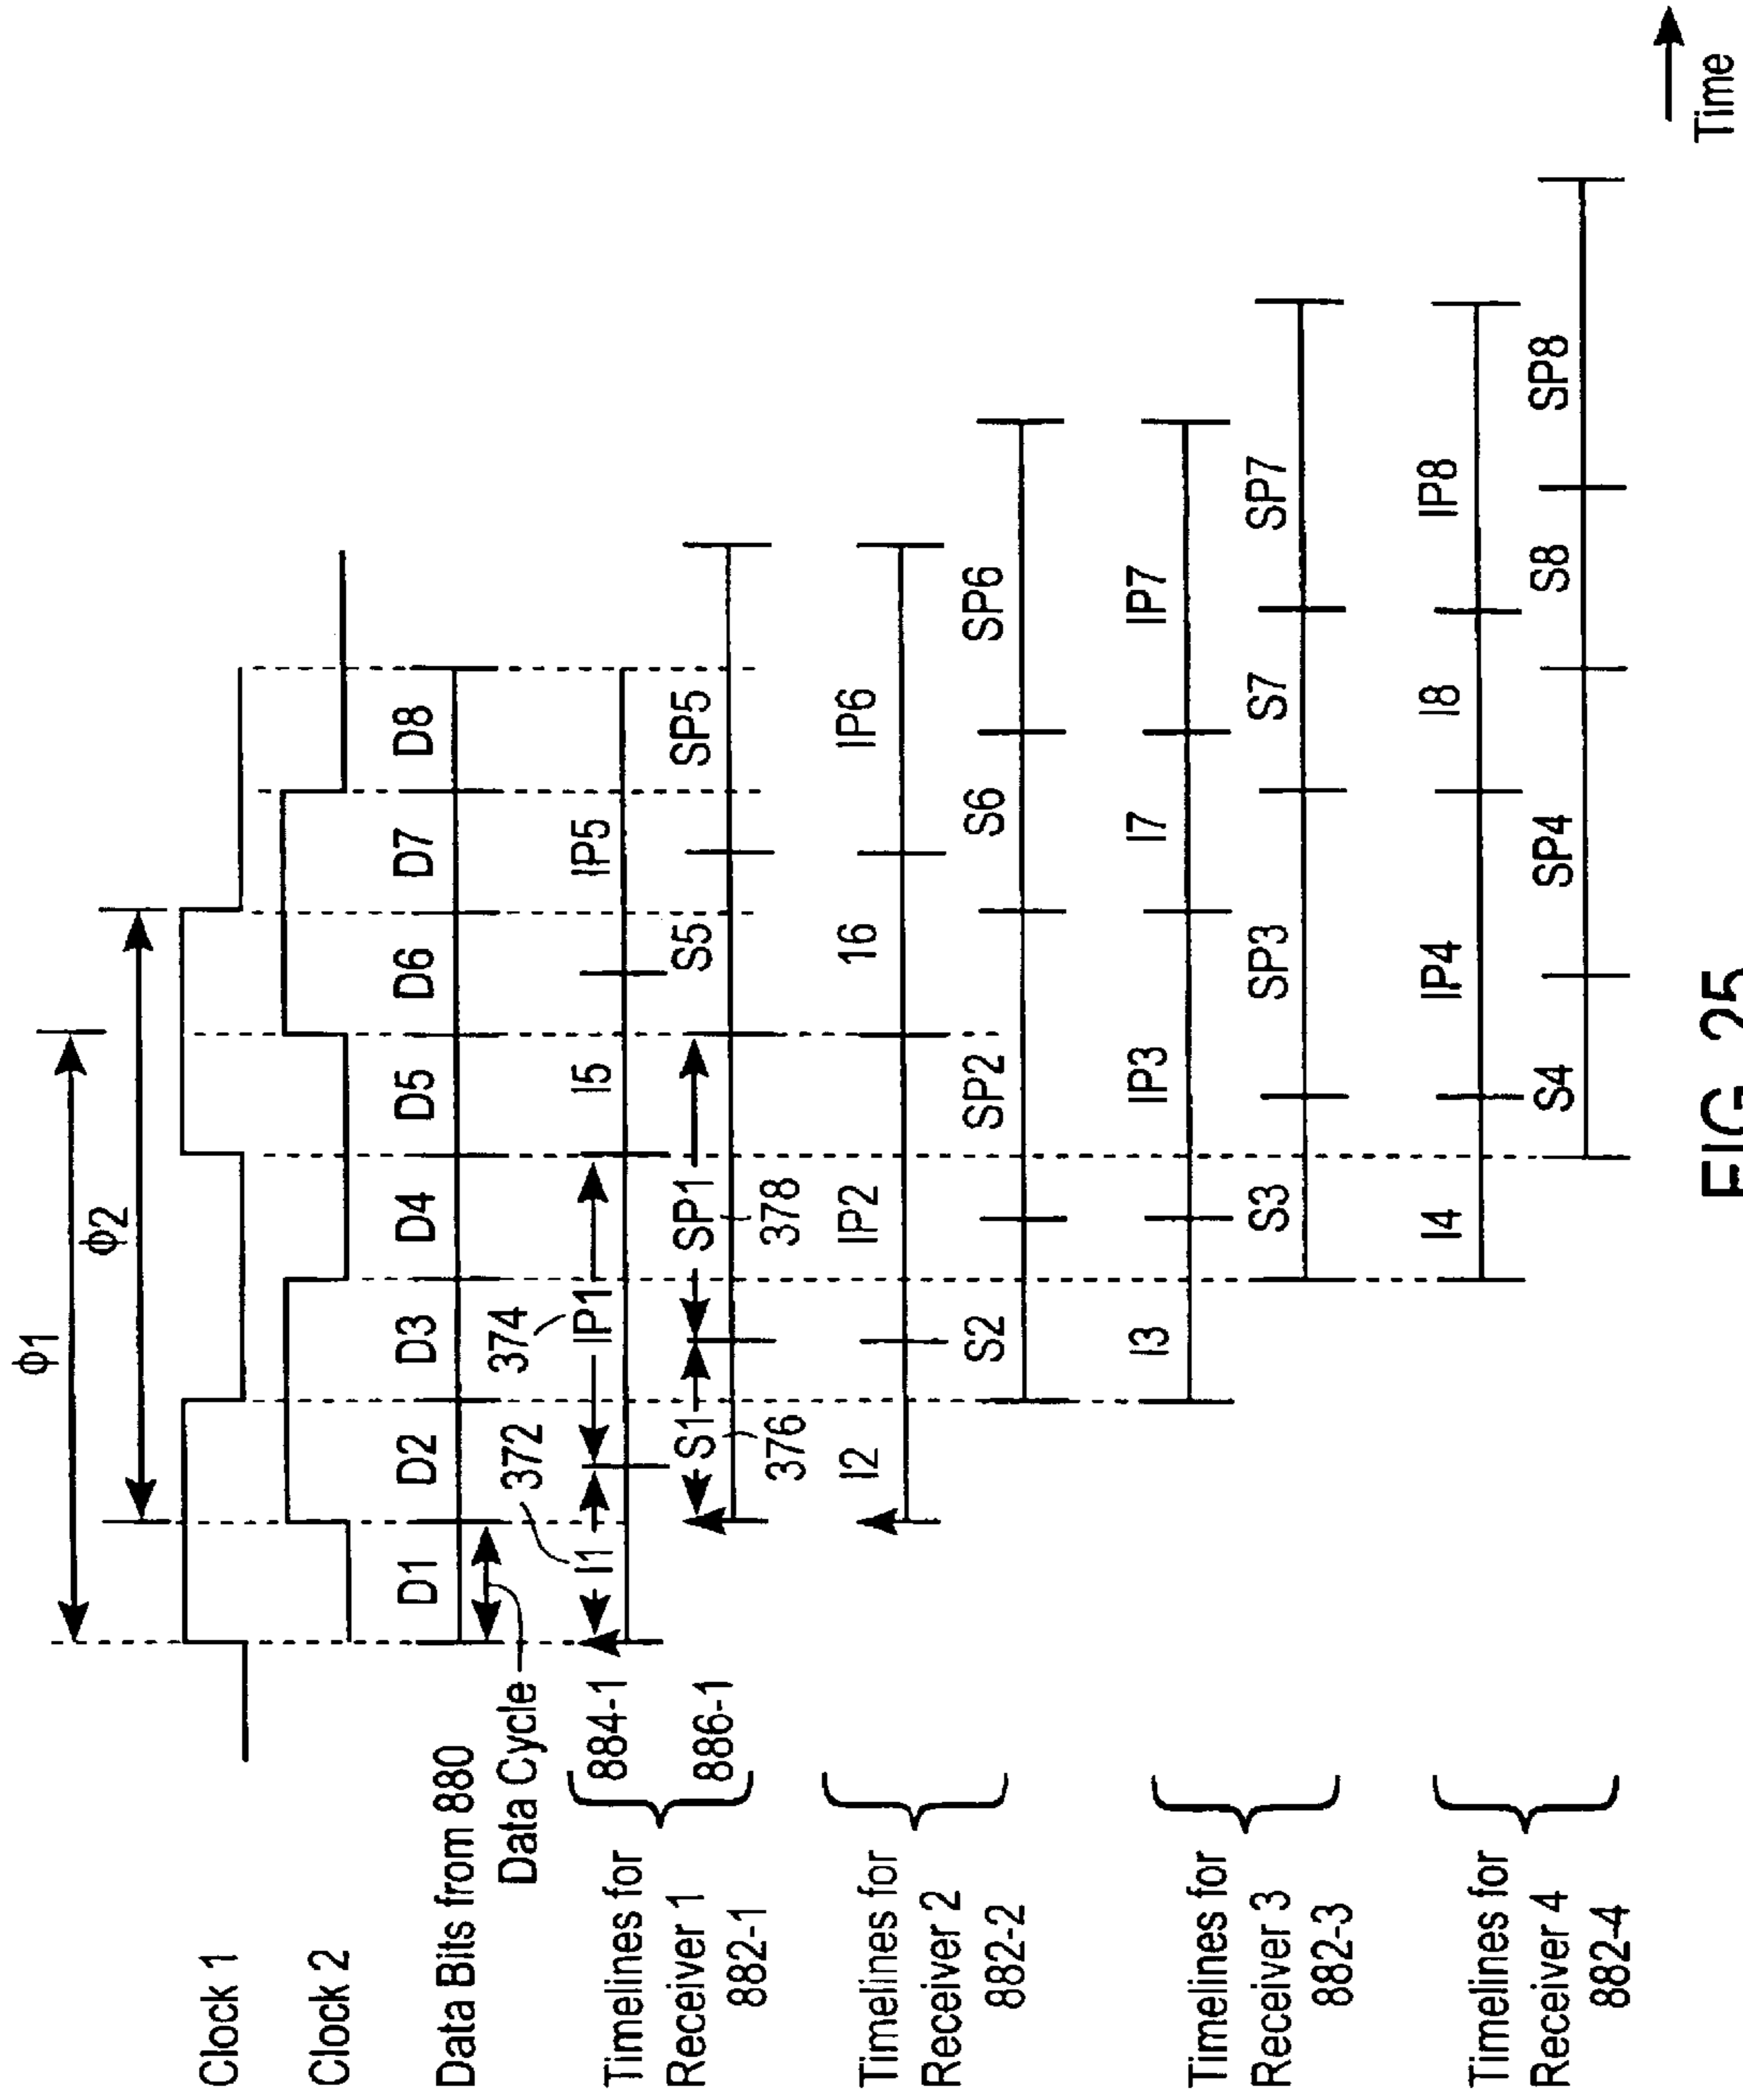 ϕ1
ϕ2
Clock 1
Clock 2
Data Bits from 880
D1 D2 D3 D4 D5 D6 D7 D8
Data Cycle
372 374
Timelines for
Receiver 1
882-1
884-1
I1 IP1 I5 IP5
886-1
S1 SP1 S5 SP5
376 378
Timelines for
Receiver 2
882-2
I2 IP2 16 IP6
S2 SP2 S6 SP6
Timelines for
Receiver 3
882-3
I3 IP3 I7 IP7
S3 SP3 S7 SP7
Timelines for
Receiver 4
882-4
I4 IP4 I8 IP8
S4 SP4 S8 SP8
Time
FIG. 25